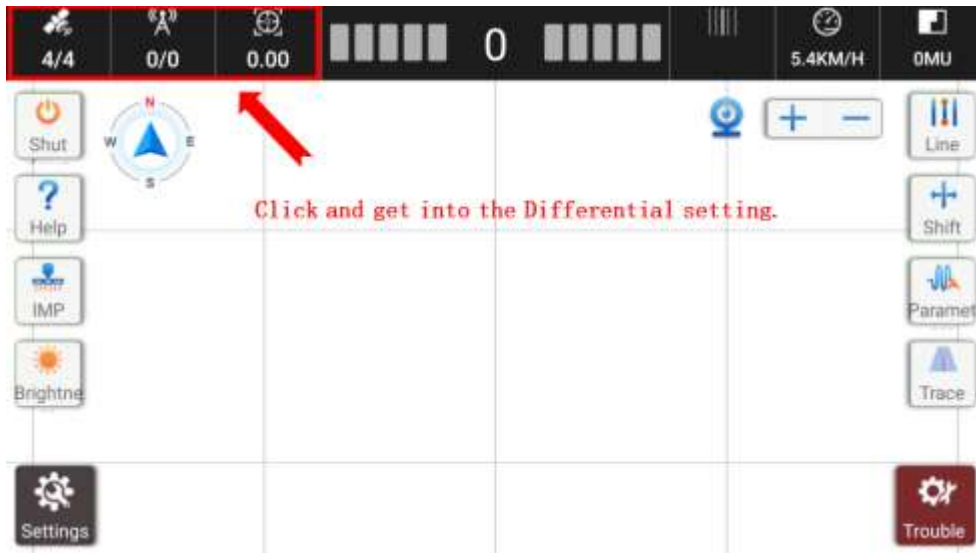 4/4 0/0 0.00 0 5.4KM/H 0MU
Shut
N
W E
S
+ −
Line
Help
Click and get into the Differential setting.
Shift
IMP
Paramet
Brightne
Trace
Settings
Trouble